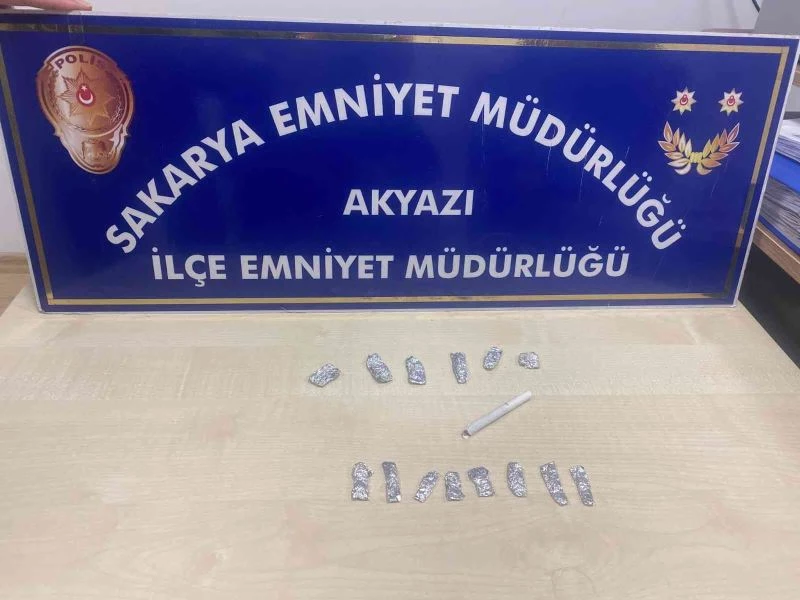 POLİS
SAKARYA EMNİYET MÜDÜRLÜĞÜ
AKYAZI
İLÇE EMNİYET MÜDÜRLÜĞÜ